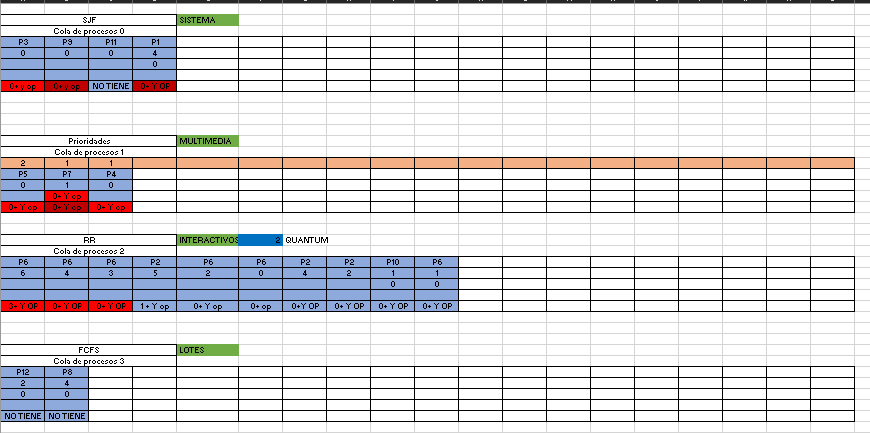 SJF SISTEMA
Cola de procesos 0
P3 P9 P11 P1
0 0 0 4
0
0+ y op 0+ y op NO TIENE 0+ Y OP
Prioridades MULTIMEDIA
Cola de procesos 1
2 1 1
P5 P7 P4
0 1 0
0+ Y op
0+ Y op 0+ Y op 0+ Y op
RR INTERACTIVOS 2 QUANTUM
Cola de procesos 2
P6 P6 P6 P2 P6 P6 P2 P2 P10 P6
6 4 3 5 2 0 4 2 1 1
0 0
3+ Y OP 0+ Y OP 0+ Y OP 1+ Y op 0+ Y op 0+ op 0+ Y OP 0+ Y OP 0+ Y OP 0+ Y OP
FCFS LOTES
Cola de procesos 3
P12 P8
2 4
0 0
NO TIENE NO TIENE